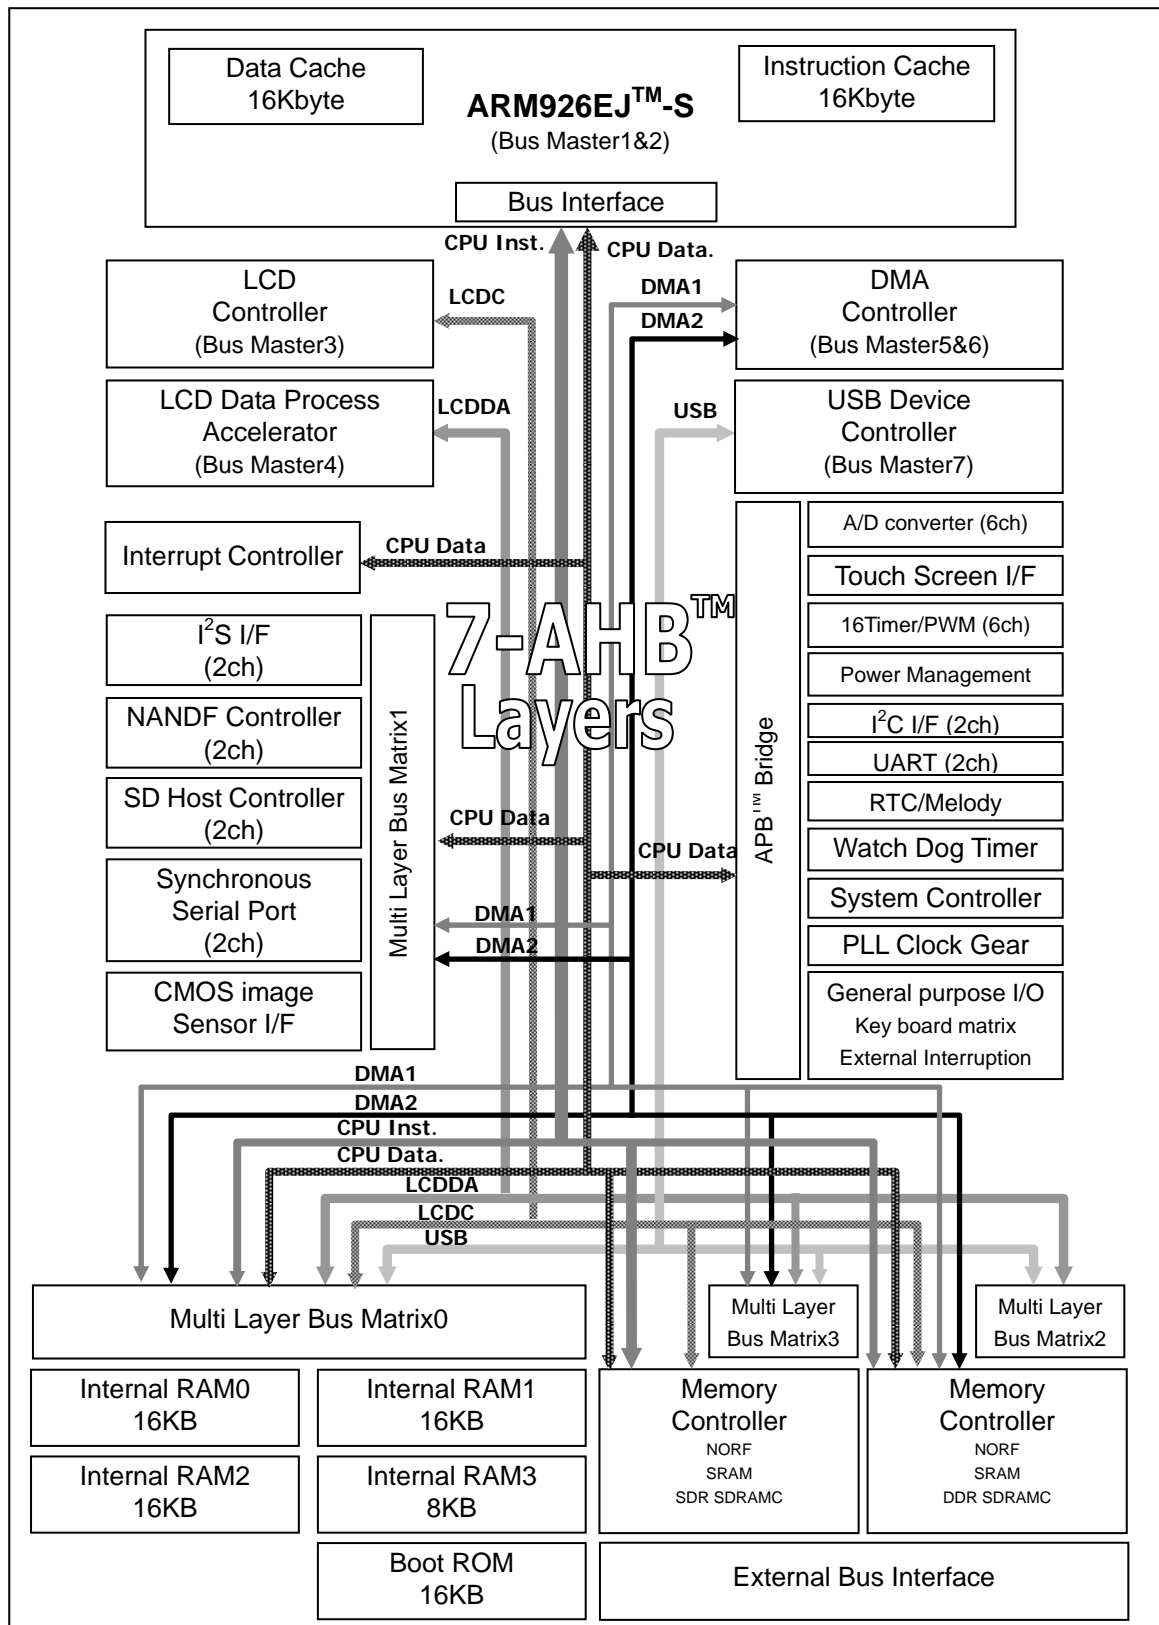 Data Cache
16Kbyte
Instruction Cache
16Kbyte
ARM926EJ™-S
(Bus Master1&2)
Bus Interface
CPU Inst.
CPU Data.
LCD
Controller
(Bus Master3)
LCDC
DMA1
DMA2
DMA
Controller
(Bus Master5&6)
LCD Data Process
Accelerator
(Bus Master4)
LCDDA
USB
USB Device
Controller
(Bus Master7)
Interrupt Controller
CPU Data
7-AHB™
Layers
I²S I/F
(2ch)
NANDF Controller
(2ch)
SD Host Controller
(2ch)
Synchronous
Serial Port
(2ch)
CMOS image
Sensor I/F
Multi Layer Bus Matrix1
CPU Data
CPU Data
DMA1
DMA2
APB™ Bridge
A/D converter (6ch)
Touch Screen I/F
16Timer/PWM (6ch)
Power Management
I²C I/F (2ch)
UART (2ch)
RTC/Melody
Watch Dog Timer
System Controller
PLL Clock Gear
General purpose I/O
Key board matrix
External Interruption
DMA1
DMA2
CPU Inst.
CPU Data.
LCDDA
LCDC
USB
Multi Layer Bus Matrix0
Multi Layer
Bus Matrix3
Multi Layer
Bus Matrix2
Internal RAM0
16KB
Internal RAM1
16KB
Internal RAM2
16KB
Internal RAM3
8KB
Boot ROM
16KB
Memory
Controller
NORF
SRAM
SDR SDRAMC
Memory
Controller
NORF
SRAM
DDR SDRAMC
External Bus Interface